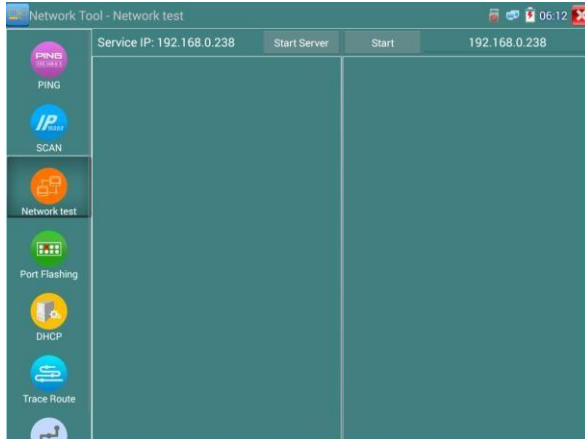 Network Tool - Network test
06:12
Service IP: 192.168.0.238
Start Server
Start
192.168.0.238
PING
PING
IP
SCAN
Network test
Port Flashing
DHCP
Trace Route